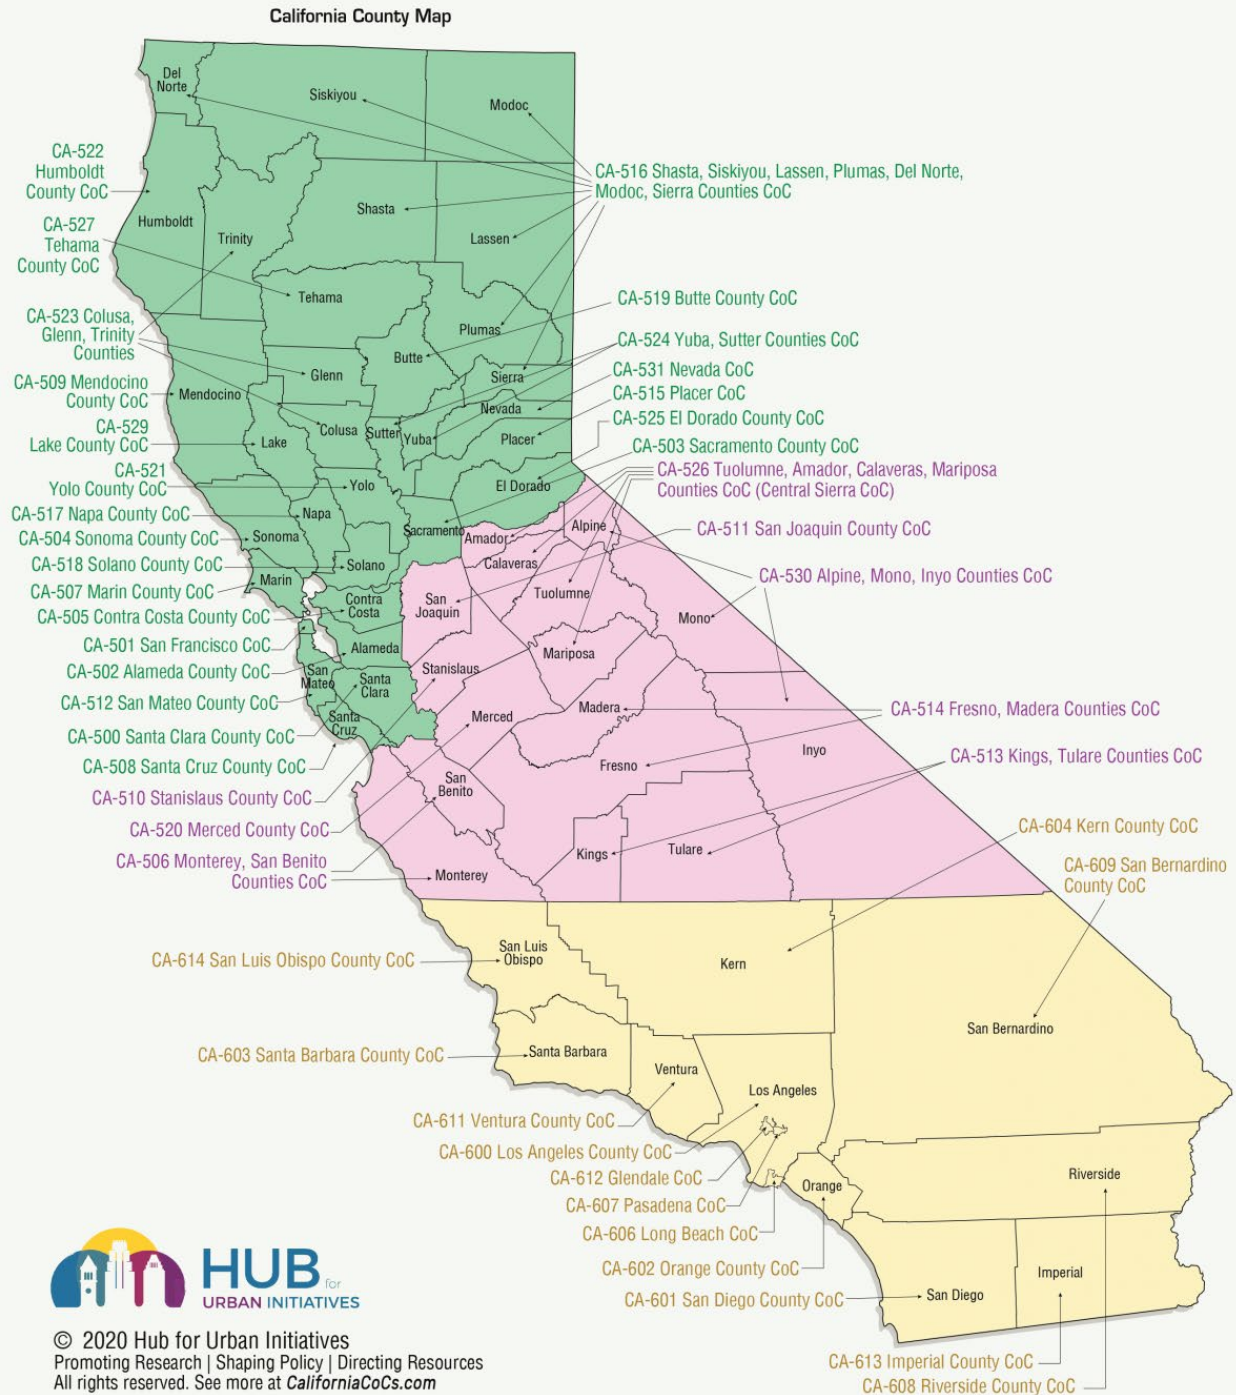 California County Map
Del
Norte
Siskiyou
Modoc
CA-522
Humboldt
County CoC
CA-516 Shasta, Siskiyou, Lassen, Plumas, Del Norte,
Modoc, Sierra Counties CoC
Humboldt
Trinity
Shasta
Lassen
CA-527
Tehama
County CoC
Tehama
CA-519 Butte County CoC
CA-523 Colusa,
Glenn, Trinity
Counties
Plumas
Butte
CA-524 Yuba, Sutter Counties CoC
Glenn
Sierra
CA-531 Nevada CoC
CA-509 Mendocino
County CoC
Mendocino
Nevada
CA-515 Placer CoC
CA-529
Lake County CoC
Lake
Colusa
Sutter
Yuba
Placer
CA-525 El Dorado County CoC
CA-503 Sacramento County CoC
CA-521
Yolo County CoC
Yolo
El Dorado
CA-526 Tuolumne, Amador, Calaveras, Mariposa
Counties CoC (Central Sierra CoC)
CA-517 Napa County CoC
Napa
Sacramento
Alpine
CA-511 San Joaquin County CoC
CA-504 Sonoma County CoC
Sonoma
Amador
CA-518 Solano County CoC
Solano
Calaveras
CA-530 Alpine, Mono, Inyo Counties CoC
CA-507 Marin County CoC
Marin
Contra
Costa
San
Joaquin
Tuolumne
Mono
CA-505 Contra Costa County CoC
CA-501 San Francisco CoC
Alameda
Mariposa
CA-502 Alameda County CoC
San
Mateo
Santa
Clara
Stanislaus
CA-512 San Mateo County CoC
Santa
Cruz
Merced
Madera
CA-514 Fresno, Madera Counties CoC
CA-500 Santa Clara County CoC
Inyo
CA-513 Kings, Tulare Counties CoC
CA-508 Santa Cruz County CoC
Fresno
San
Benito
CA-510 Stanislaus County CoC
CA-520 Merced County CoC
CA-604 Kern County CoC
CA-506 Monterey, San Benito
Counties CoC
Monterey
Kings
Tulare
CA-609 San Bernardino
County CoC
CA-614 San Luis Obispo County CoC
San Luis
Obispo
Kern
San Bernardino
CA-603 Santa Barbara County CoC
Santa Barbara
Ventura
Los Angeles
CA-611 Ventura County CoC
CA-600 Los Angeles County CoC
CA-612 Glendale CoC
CA-607 Pasadena CoC
CA-606 Long Beach CoC
Orange
Riverside
CA-602 Orange County CoC
CA-601 San Diego County CoC
San Diego
Imperial
CA-613 Imperial County CoC
CA-608 Riverside County CoC
HUB for
URBAN INITIATIVES
© 2020 Hub for Urban Initiatives
Promoting Research | Shaping Policy | Directing Resources
All rights reserved. See more at CaliforniaCoCs.com